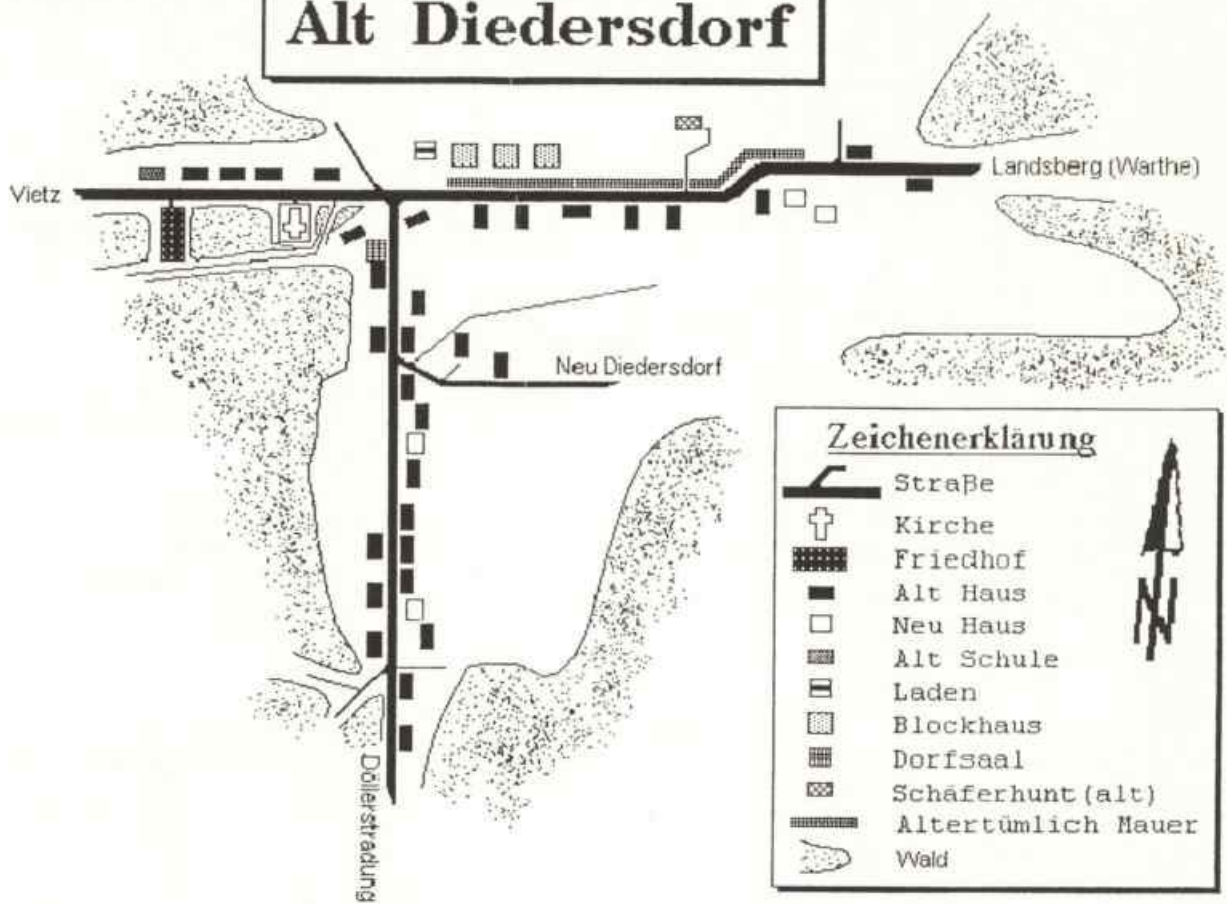 Alt Diedersdorf
Vietz
Landsberg (Warthe)
Neu Diedersdorf
Döllerstradung
Zeichenerklärung
Straβe
Kirche
Friedhof
Alt Haus
Neu Haus
Alt Schule
Laden
Blockhaus
Dorfsaal
Schäferhunt (alt)
Altertümlich Mauer
Wald
N